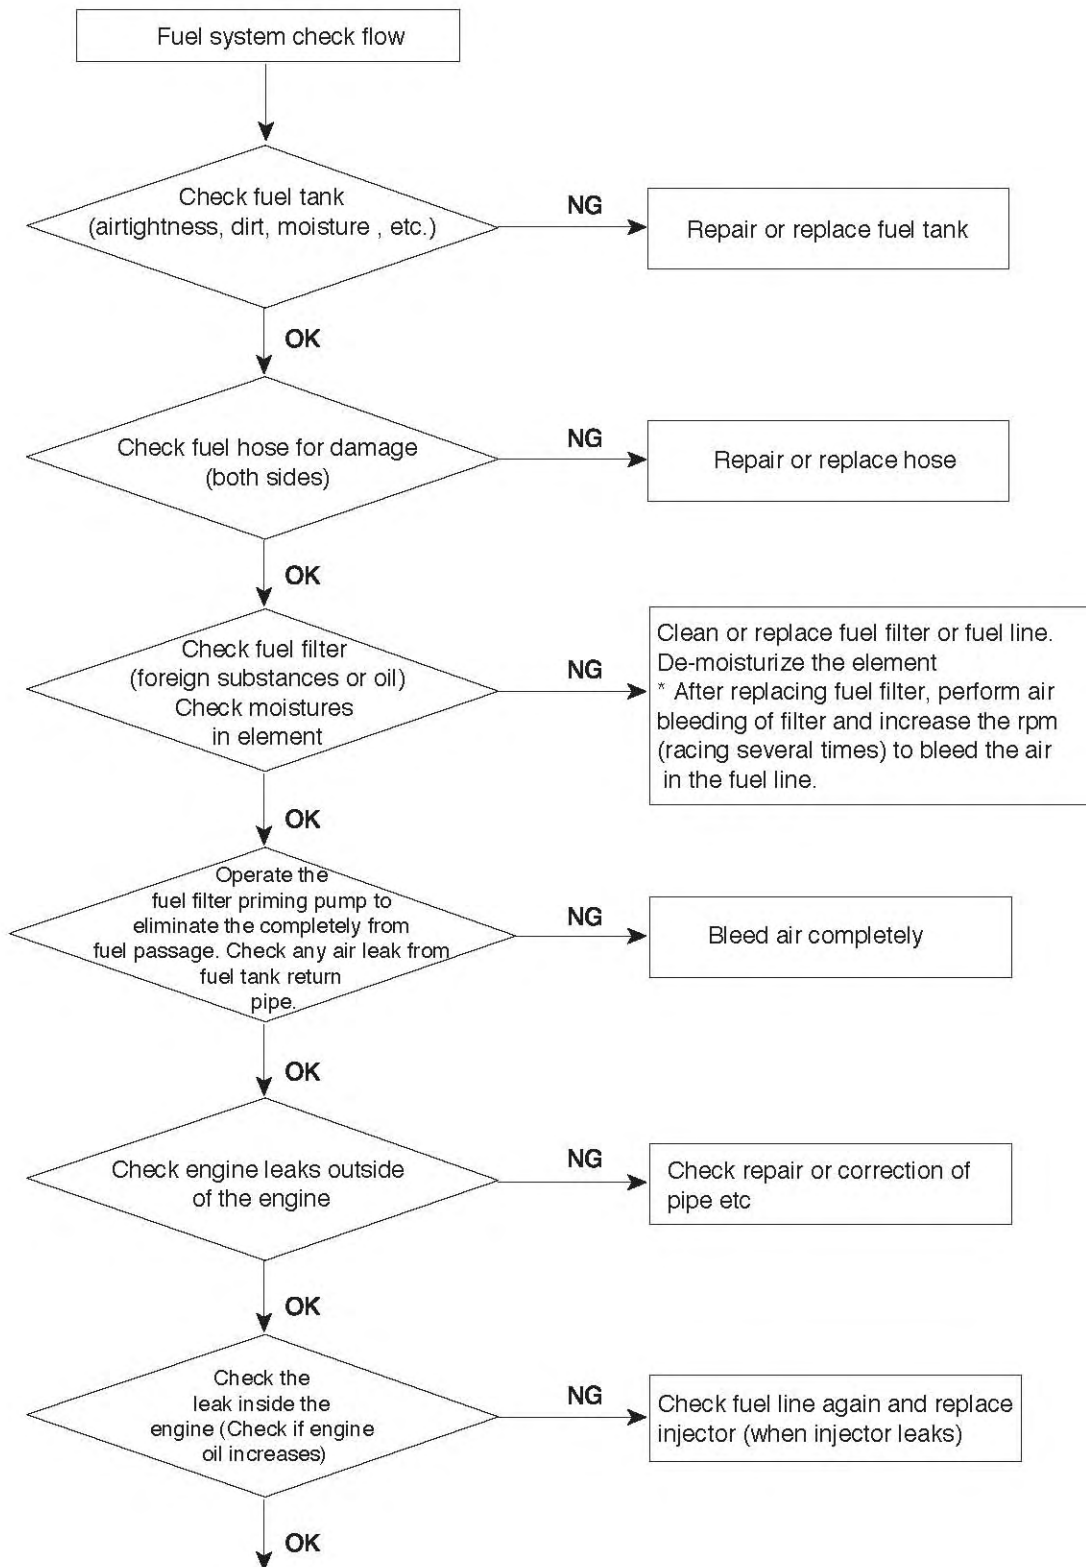 Fuel system check flow
Check fuel tank
(airtightness, dirt, moisture , etc.)
NG
Repair or replace fuel tank
OK
Check fuel hose for damage
(both sides)
NG
Repair or replace hose
OK
Check fuel filter
(foreign substances or oil)
Check moistures
in element
NG
Clean or replace fuel filter or fuel line.
De-moisturize the element
* After replacing fuel filter, perform air
bleeding of filter and increase the rpm
(racing several times) to bleed the air
in the fuel line.
OK
Operate the
fuel filter priming pump to
eliminate the completely from
fuel passage. Check any air leak from
fuel tank return
pipe.
NG
Bleed air completely
OK
Check engine leaks outside
of the engine
NG
Check repair or correction of
pipe etc
OK
Check the
leak inside the
engine (Check if engine
oil increases)
NG
Check fuel line again and replace
injector (when injector leaks)
OK